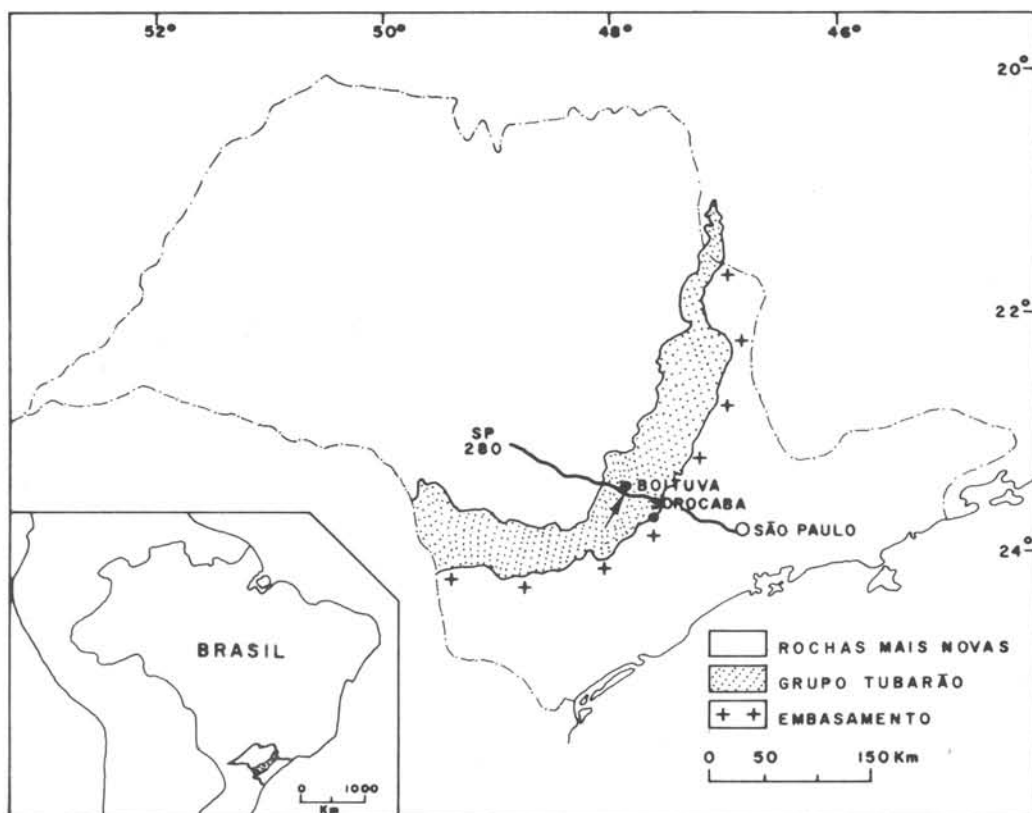 52° 50° 48° 46°
20°
22°
SP
280
BOITUVA
SOROCABA
SÃO PAULO
24°
BRASIL
ROCHAS MAIS NOVAS
GRUPO TUBARÃO
EMBASAMENTO
0 50 150 Km
0 1000
Km